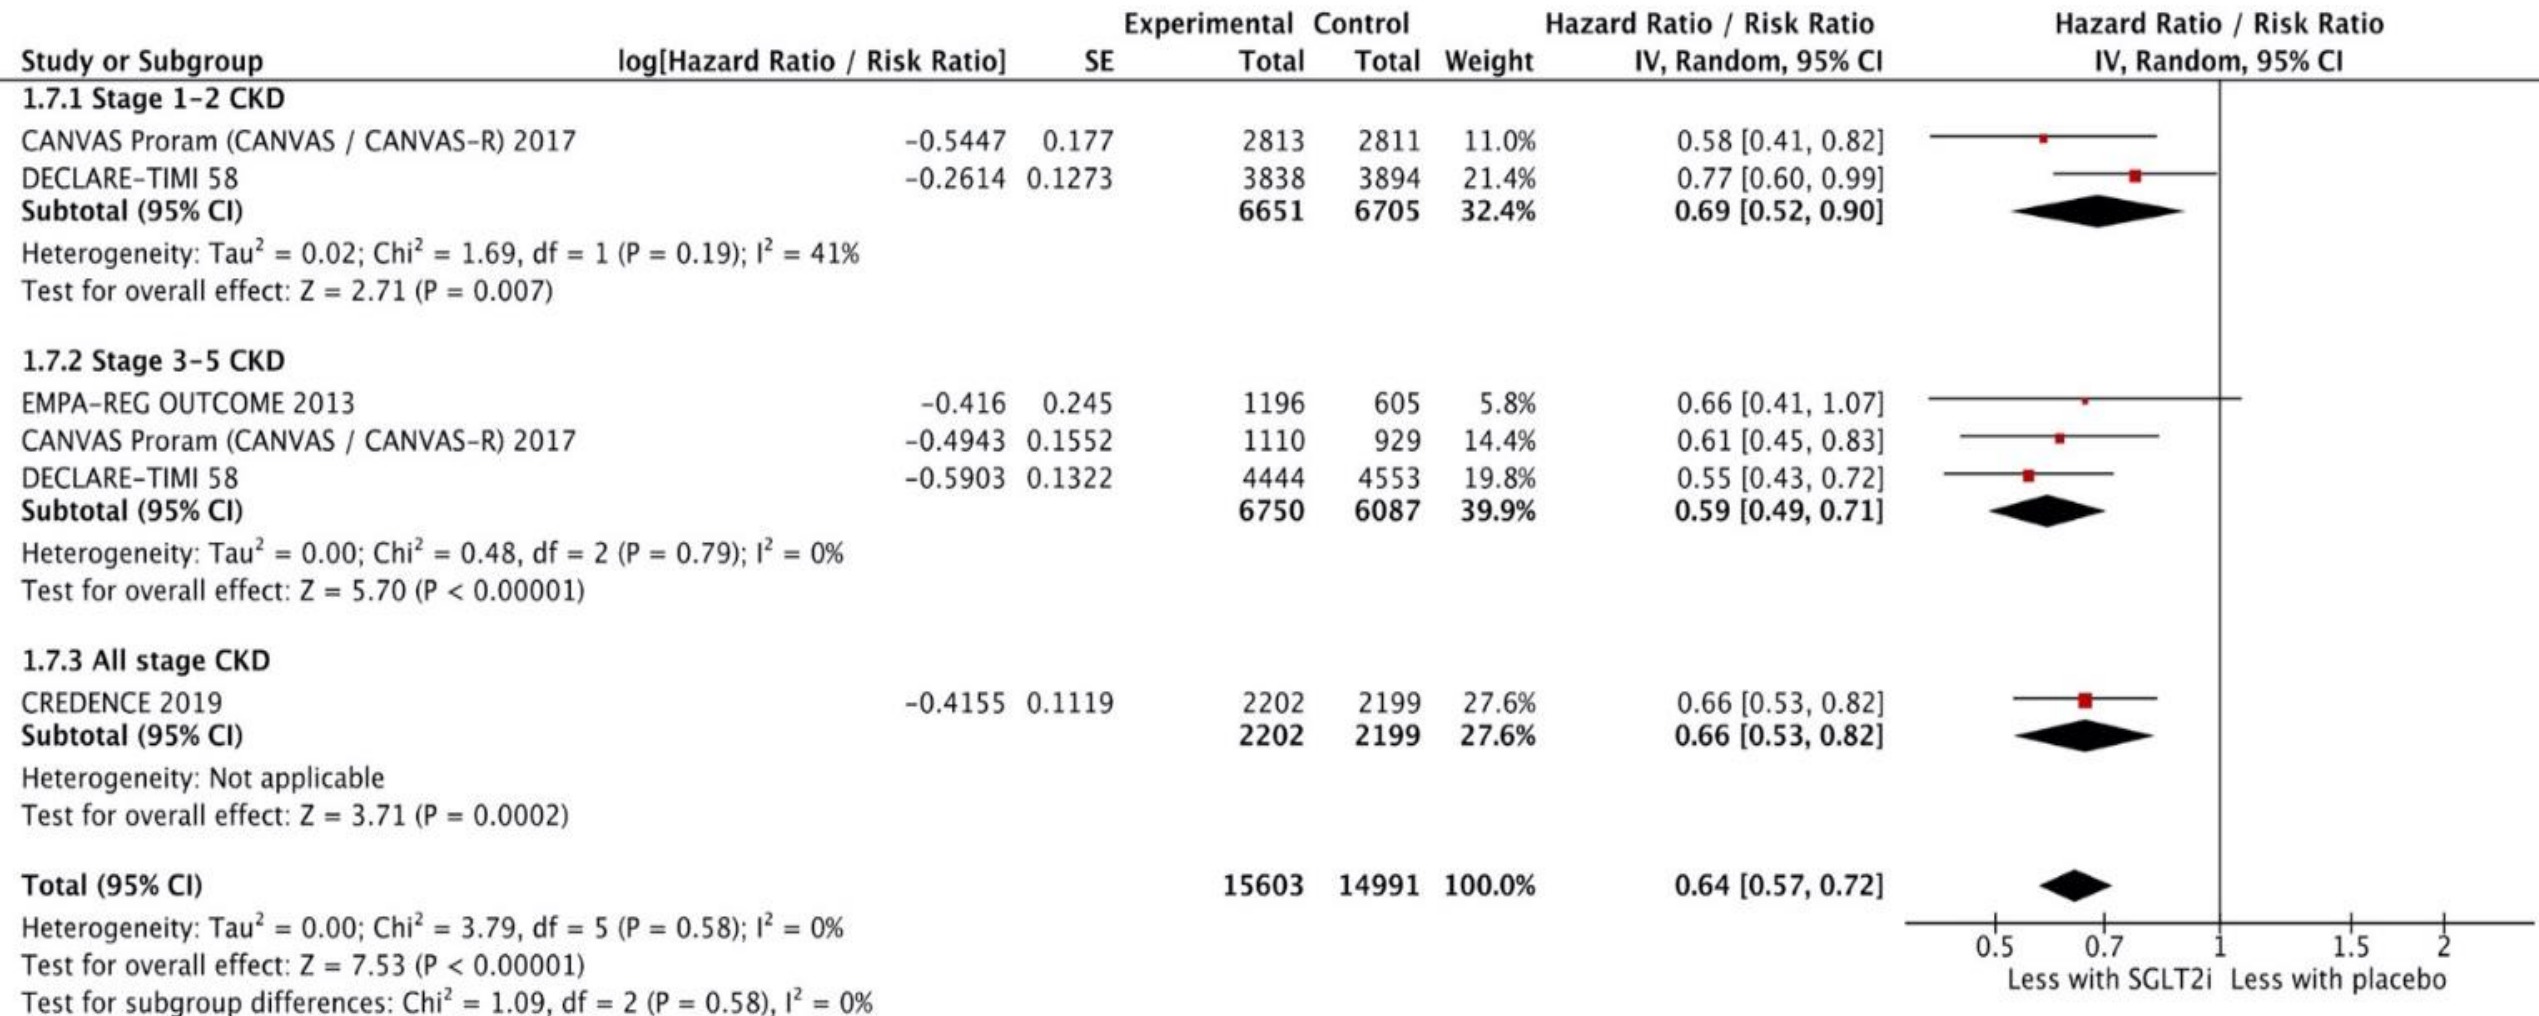 Experimental Control Hazard Ratio / Risk Ratio Hazard Ratio / Risk Ratio
Study or Subgroup log[Hazard Ratio / Risk Ratio] SE Total Total Weight IV, Random, 95% CI IV, Random, 95% CI
1.7.1 Stage 1-2 CKD
CANVAS Proram (CANVAS / CANVAS-R) 2017 -0.5447 0.177 2813 2811 11.0% 0.58 [0.41, 0.82]
DECLARE-TIMI 58 -0.2614 0.1273 3838 3894 21.4% 0.77 [0.60, 0.99]
Subtotal (95% CI) 6651 6705 32.4% 0.69 [0.52, 0.90]
Heterogeneity: Tau² = 0.02; Chi² = 1.69, df = 1 (P = 0.19); I² = 41%
Test for overall effect: Z = 2.71 (P = 0.007)
1.7.2 Stage 3-5 CKD
EMPA-REG OUTCOME 2013 -0.416 0.245 1196 605 5.8% 0.66 [0.41, 1.07]
CANVAS Proram (CANVAS / CANVAS-R) 2017 -0.4943 0.1552 1110 929 14.4% 0.61 [0.45, 0.83]
DECLARE-TIMI 58 -0.5903 0.1322 4444 4553 19.8% 0.55 [0.43, 0.72]
Subtotal (95% CI) 6750 6087 39.9% 0.59 [0.49, 0.71]
Heterogeneity: Tau² = 0.00; Chi² = 0.48, df = 2 (P = 0.79); I² = 0%
Test for overall effect: Z = 5.70 (P < 0.00001)
1.7.3 All stage CKD
CREDENCE 2019 -0.4155 0.1119 2202 2199 27.6% 0.66 [0.53, 0.82]
Subtotal (95% CI) 2202 2199 27.6% 0.66 [0.53, 0.82]
Heterogeneity: Not applicable
Test for overall effect: Z = 3.71 (P = 0.0002)
Total (95% CI) 15603 14991 100.0% 0.64 [0.57, 0.72]
Heterogeneity: Tau² = 0.00; Chi² = 3.79, df = 5 (P = 0.58); I² = 0%
Test for overall effect: Z = 7.53 (P < 0.00001)
Test for subgroup differences: Chi² = 1.09, df = 2 (P = 0.58), I² = 0%
0.5 0.7 1 1.5 2
Less with SGLT2i Less with placebo